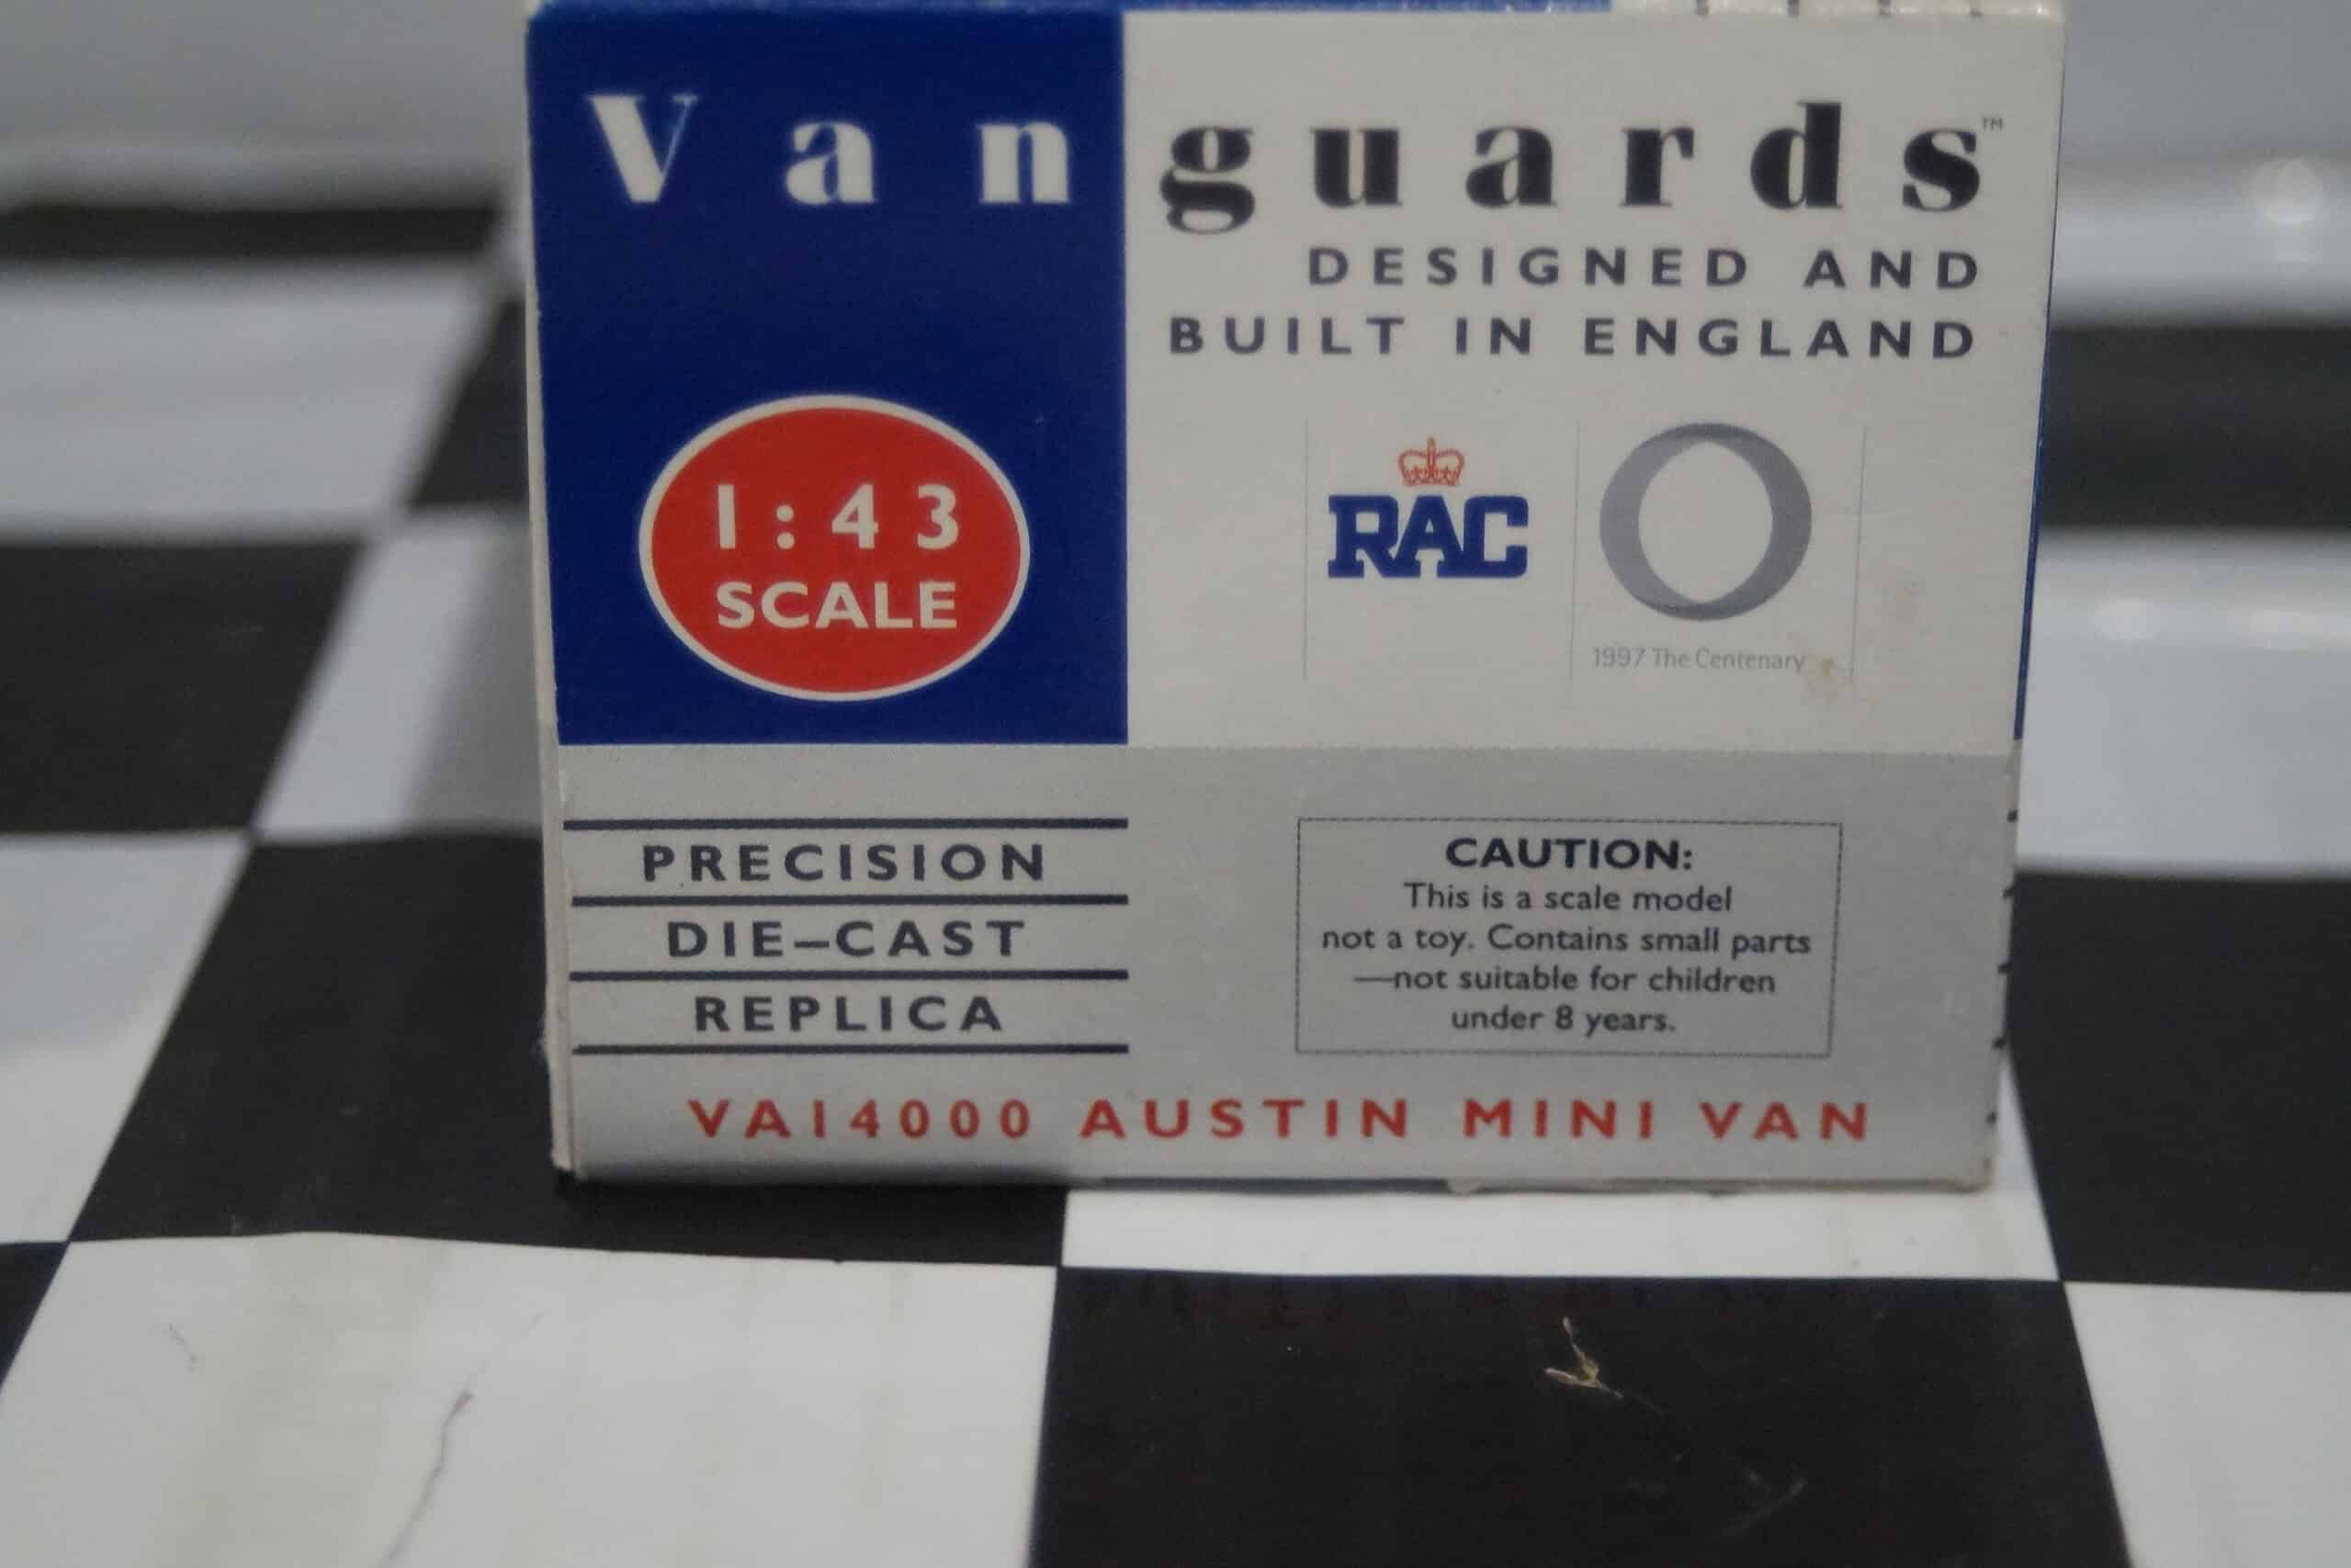 Vanguards™
DESIGNED AND
BUILT IN ENGLAND
1:43
SCALE
RAC
1997 The Centenary
PRECISION
DIE–CAST
REPLICA
CAUTION:
This is a scale model
not a toy. Contains small parts
—not suitable for children
under 8 years.
VA14000 AUSTIN MINI VAN